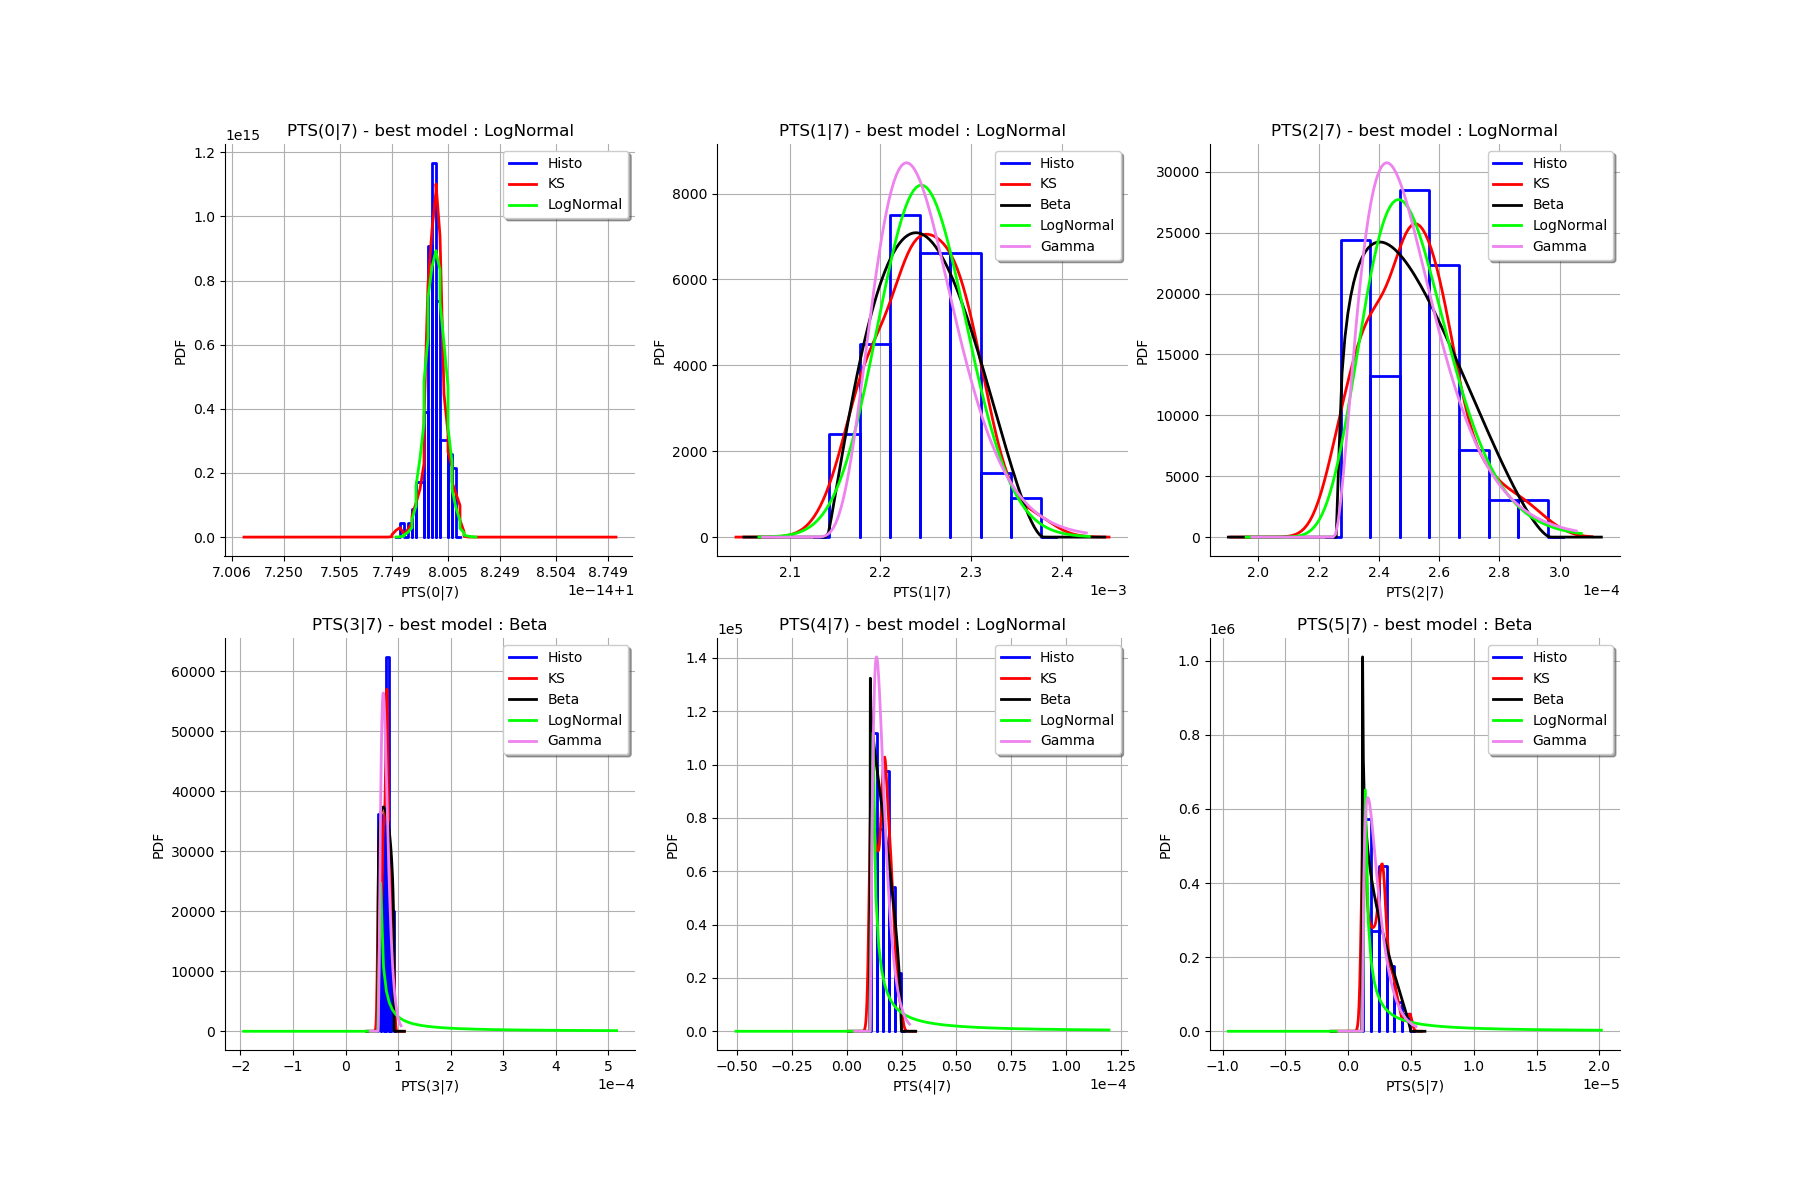 PTS(0|7) - best model : LogNormal
1e15
1.2
1.0
0.8
0.6
0.4
0.2
0.0
PDF
Histo
KS
LogNormal
7.006 7.250 7.505 7.749 8.005 8.249 8.504 8.749
PTS(0|7)
1e−14+1
PTS(1|7) - best model : LogNormal
8000
6000
4000
2000
0
PDF
Histo
KS
Beta
LogNormal
Gamma
2.1 2.2 2.3 2.4
PTS(1|7)
1e−3
PTS(2|7) - best model : LogNormal
30000
25000
20000
15000
10000
5000
0
PDF
Histo
KS
Beta
LogNormal
Gamma
2.0 2.2 2.4 2.6 2.8 3.0
PTS(2|7)
1e−4
PTS(3|7) - best model : Beta
60000
50000
40000
30000
20000
10000
0
PDF
Histo
KS
Beta
LogNormal
Gamma
−2 −1 0 1 2 3 4 5
PTS(3|7)
1e−4
PTS(4|7) - best model : LogNormal
1e5
1.4
1.2
1.0
0.8
0.6
0.4
0.2
0.0
PDF
Histo
KS
Beta
LogNormal
Gamma
−0.50 −0.25 0.00 0.25 0.50 0.75 1.00 1.25
PTS(4|7)
1e−4
PTS(5|7) - best model : Beta
1e6
1.0
0.8
0.6
0.4
0.2
0.0
PDF
Histo
KS
Beta
LogNormal
Gamma
−1.0 −0.5 0.0 0.5 1.0 1.5 2.0
PTS(5|7)
1e−5